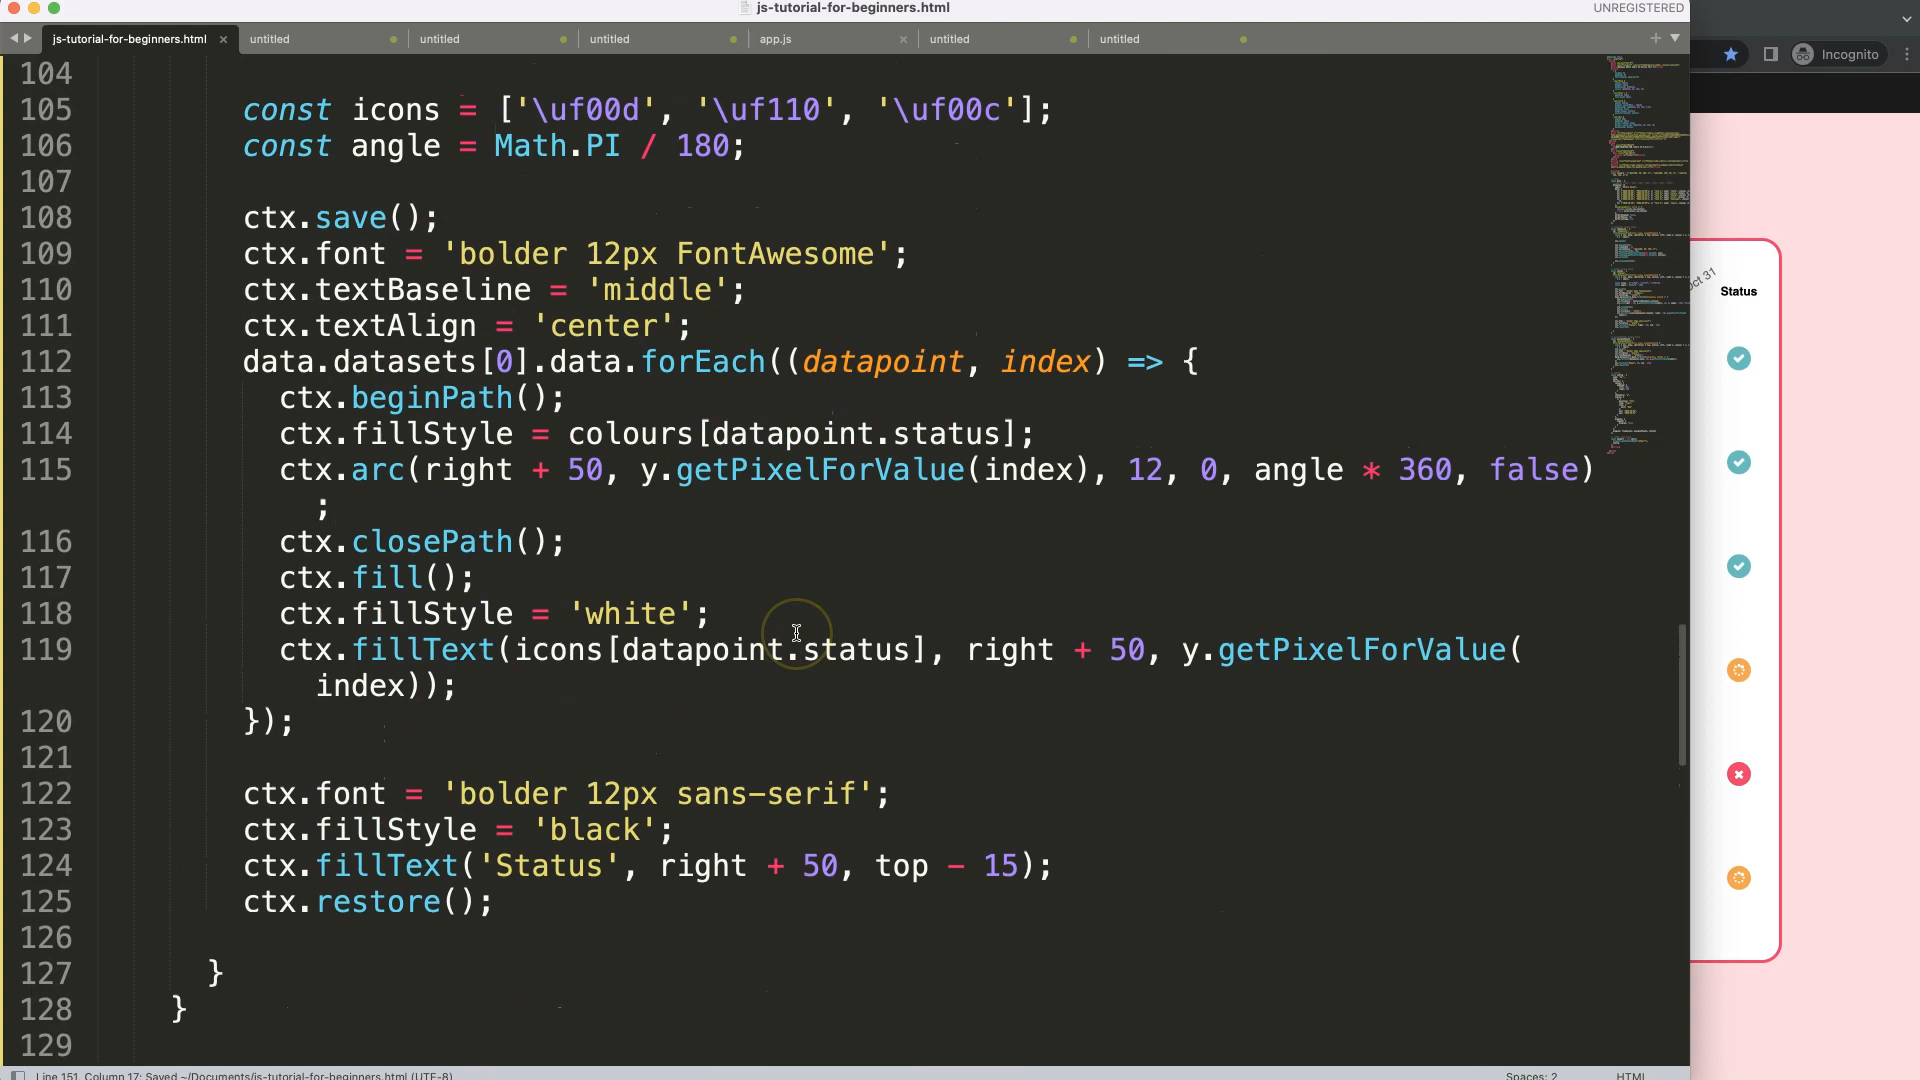 js-tutorial-for-beginners.html
UNREGISTERED
js-tutorial-for-beginners.html × untitled untitled untitled app.js × untitled untitled
Incognito
104
105 const icons = ['\uf00d', '\uf110', '\uf00c'];
106 const angle = Math.PI / 180;
107
108 ctx.save();
109 ctx.font = 'bolder 12px FontAwesome';
110 ctx.textBaseline = 'middle';
111 ctx.textAlign = 'center';
112 data.datasets[0].data.forEach((datapoint, index) => {
113 ctx.beginPath();
114 ctx.fillStyle = colours[datapoint.status];
115 ctx.arc(right + 50, y.getPixelForValue(index), 12, 0, angle * 360, false)
;
116 ctx.closePath();
117 ctx.fill();
118 ctx.fillStyle = 'white';
119 ctx.fillText(icons[datapoint.status], right + 50, y.getPixelForValue(
index));
120 });
121
122 ctx.font = 'bolder 12px sans-serif';
123 ctx.fillStyle = 'black';
124 ctx.fillText('Status', right + 50, top - 15);
125 ctx.restore();
126
127 }
128 }
129
31
Status
Line 151, Column 17; Saved ~/Documents/js-tutorial-for-beginners.html (UTF-8)
Spaces: 2
HTML